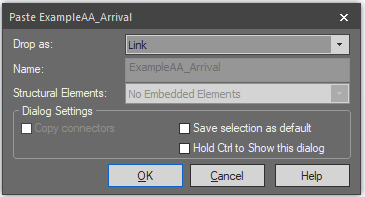 Paste ExampleAA_Arrival
Drop as: Link
Name: ExampleAA_Arrival
Structural Elements: No Embedded Elements
Dialog Settings
Copy connectors Save selection as default
Hold Ctrl to Show this dialog
OK Cancel Help